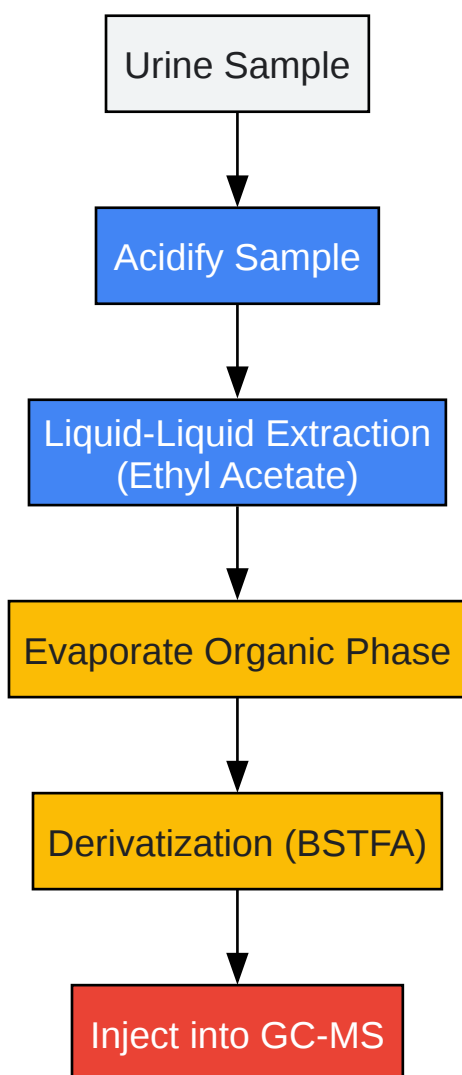 Urine Sample
Acidify Sample
Liquid-Liquid Extraction
(Ethyl Acetate)
Evaporate Organic Phase
Derivatization (BSTFA)
Inject into GC-MS